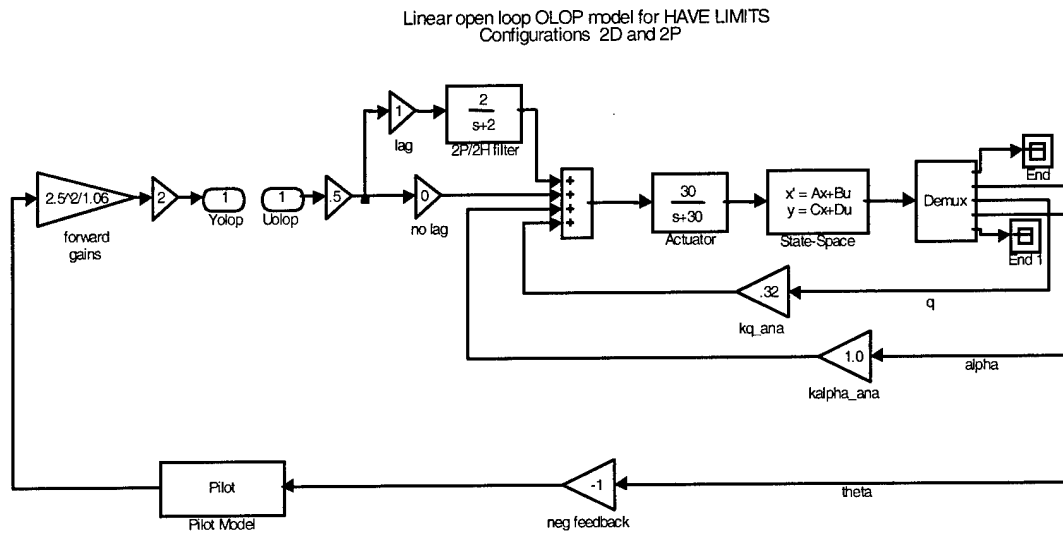 Linear open loop OLOP model for HAVE LIMITS
Configurations 2D and 2P
1
lag
2
s+2
2P/2H filter
2.5^2/1.06
forward
gains
2
1
Yolop
1
Uolop
.5
0
no lag
+
+
+
+
30
s+30
Actuator
x' = Ax+Bu
y = Cx+Du
State-Space
Demux
End
End 1
.32
kq_ana
q
1.0
kalpha_ana
alpha
Pilot
Pilot Model
-1
neg feedback
theta